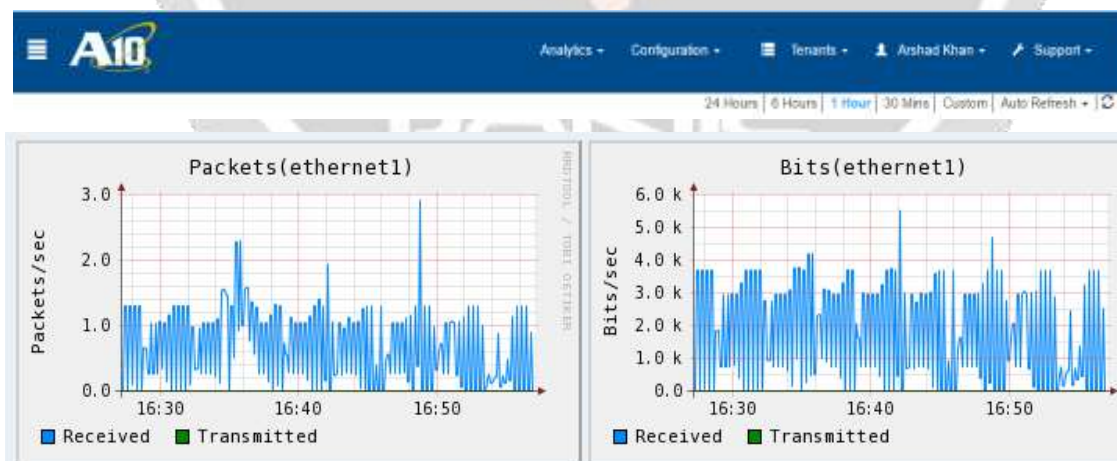 A10
Analytics Configuration Tenants Arshad Khan Support
24 Hours | 6 Hours | 1 Hour | 30 Mins | Custom | Auto Refresh
Packets(ethernet1)
Packets/sec
3.0
2.0
1.0
0.0
16:30 16:40 16:50
Received Transmitted
RRDTOOL / TOBI OETIKER
Bits(ethernet1)
Bits/sec
6.0 k
5.0 k
4.0 k
3.0 k
2.0 k
1.0 k
0.0
16:30 16:40 16:50
Received Transmitted